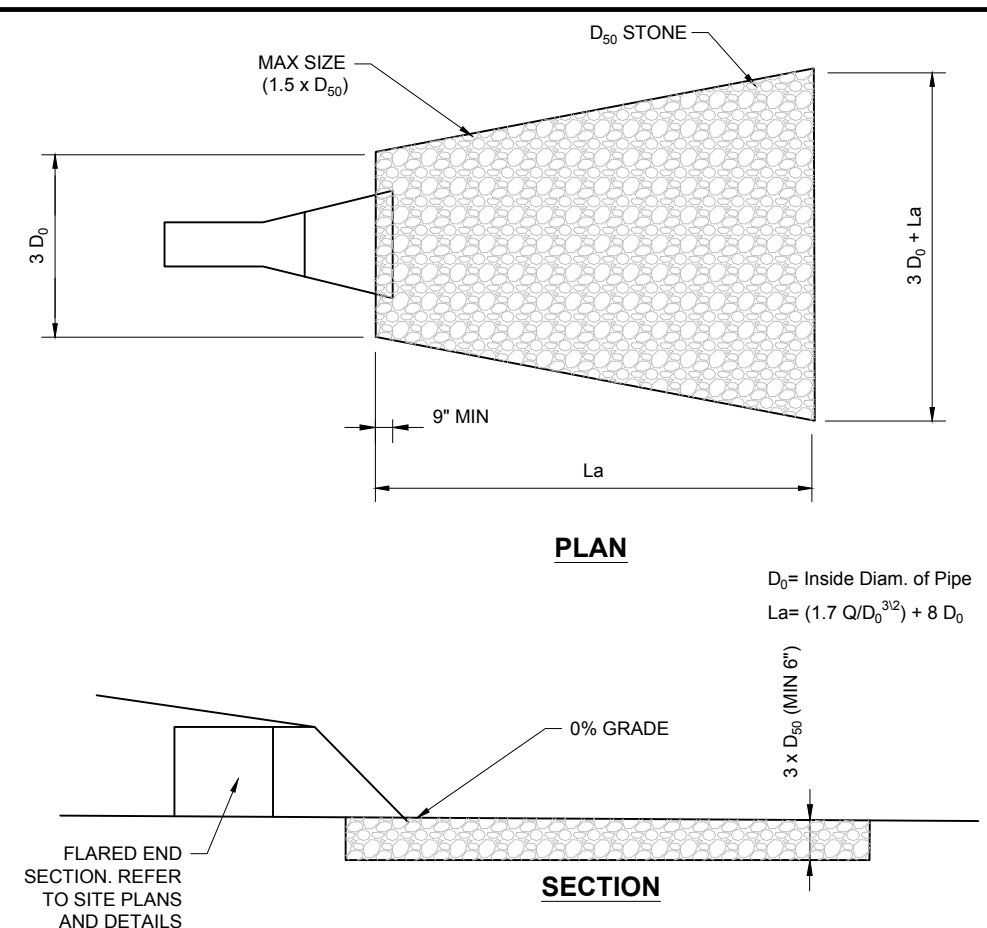 D50 STONE
MAX SIZE
(1.5 x D50)
3 D0
3 D0 + La
9" MIN
La
PLAN
D0= Inside Diam. of Pipe
La= (1.7 Q/D0^3\2) + 8 D0
3 x D50 (MIN 6")
0% GRADE
FLARED END
SECTION. REFER
TO SITE PLANS
AND DETAILS
SECTION